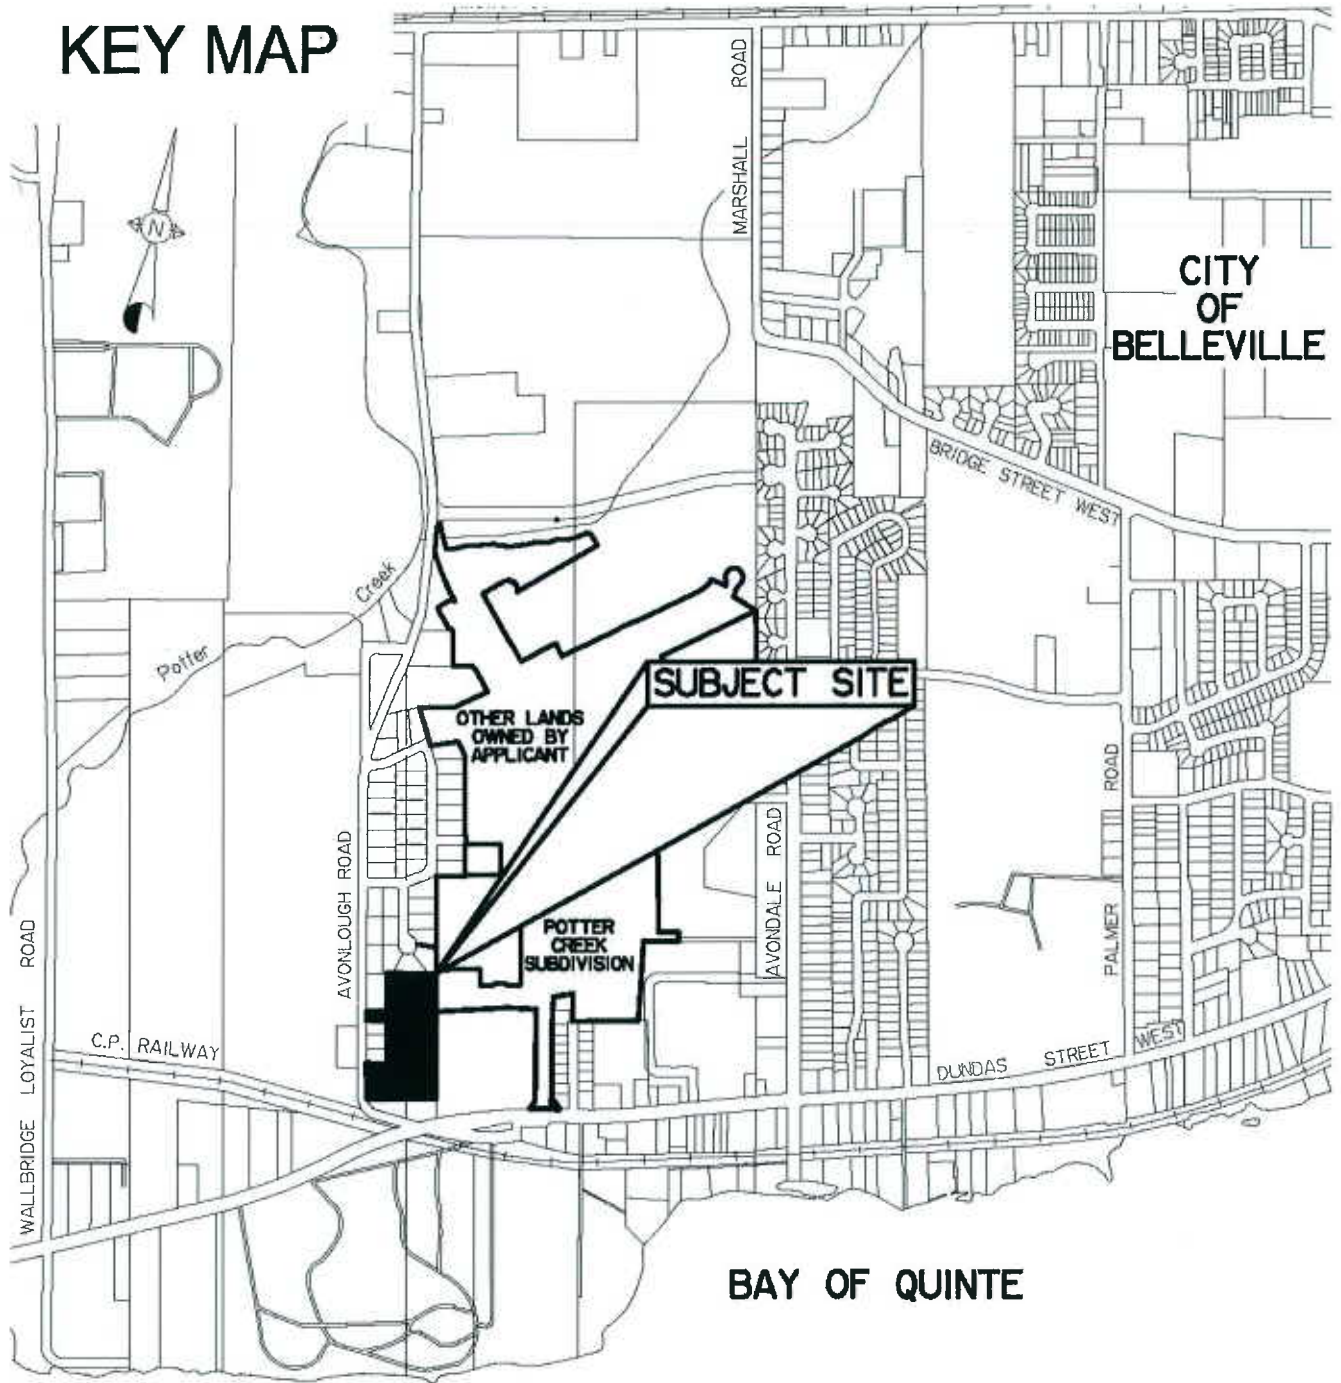 KEY MAP
MARSHALL ROAD
N
CITY
OF
BELLEVILLE
BRIDGE STREET WEST
Creek
Potter
SUBJECT SITE
OTHER LANDS
OWNED BY
APPLICANT
AVONLOUGH ROAD
AVONDALE ROAD
PALMER ROAD
POTTER
CREEK
SUBDIVISION
WALLBRIDGE LOYALIST ROAD
C.P. RAILWAY
DUNDAS STREET WEST
BAY OF QUINTE